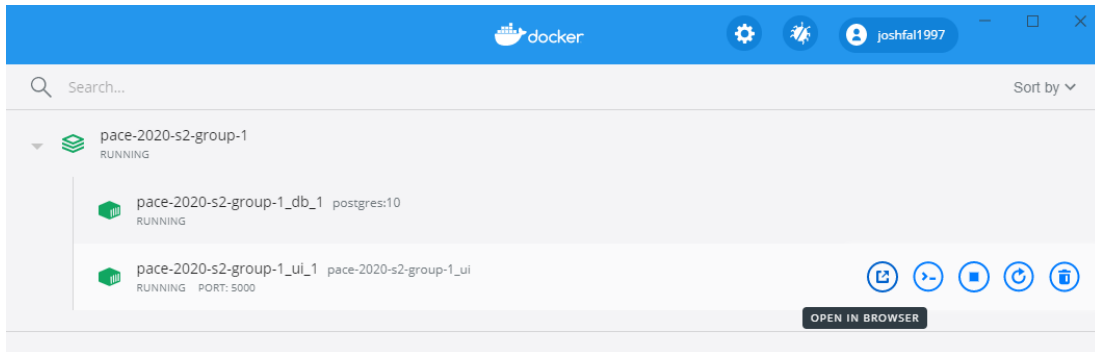 docker
joshfal1997
Search...
Sort by
pace-2020-s2-group-1
RUNNING
pace-2020-s2-group-1_db_1 postgres:10
RUNNING
pace-2020-s2-group-1_ui_1 pace-2020-s2-group-1_ui
RUNNING PORT: 5000
OPEN IN BROWSER